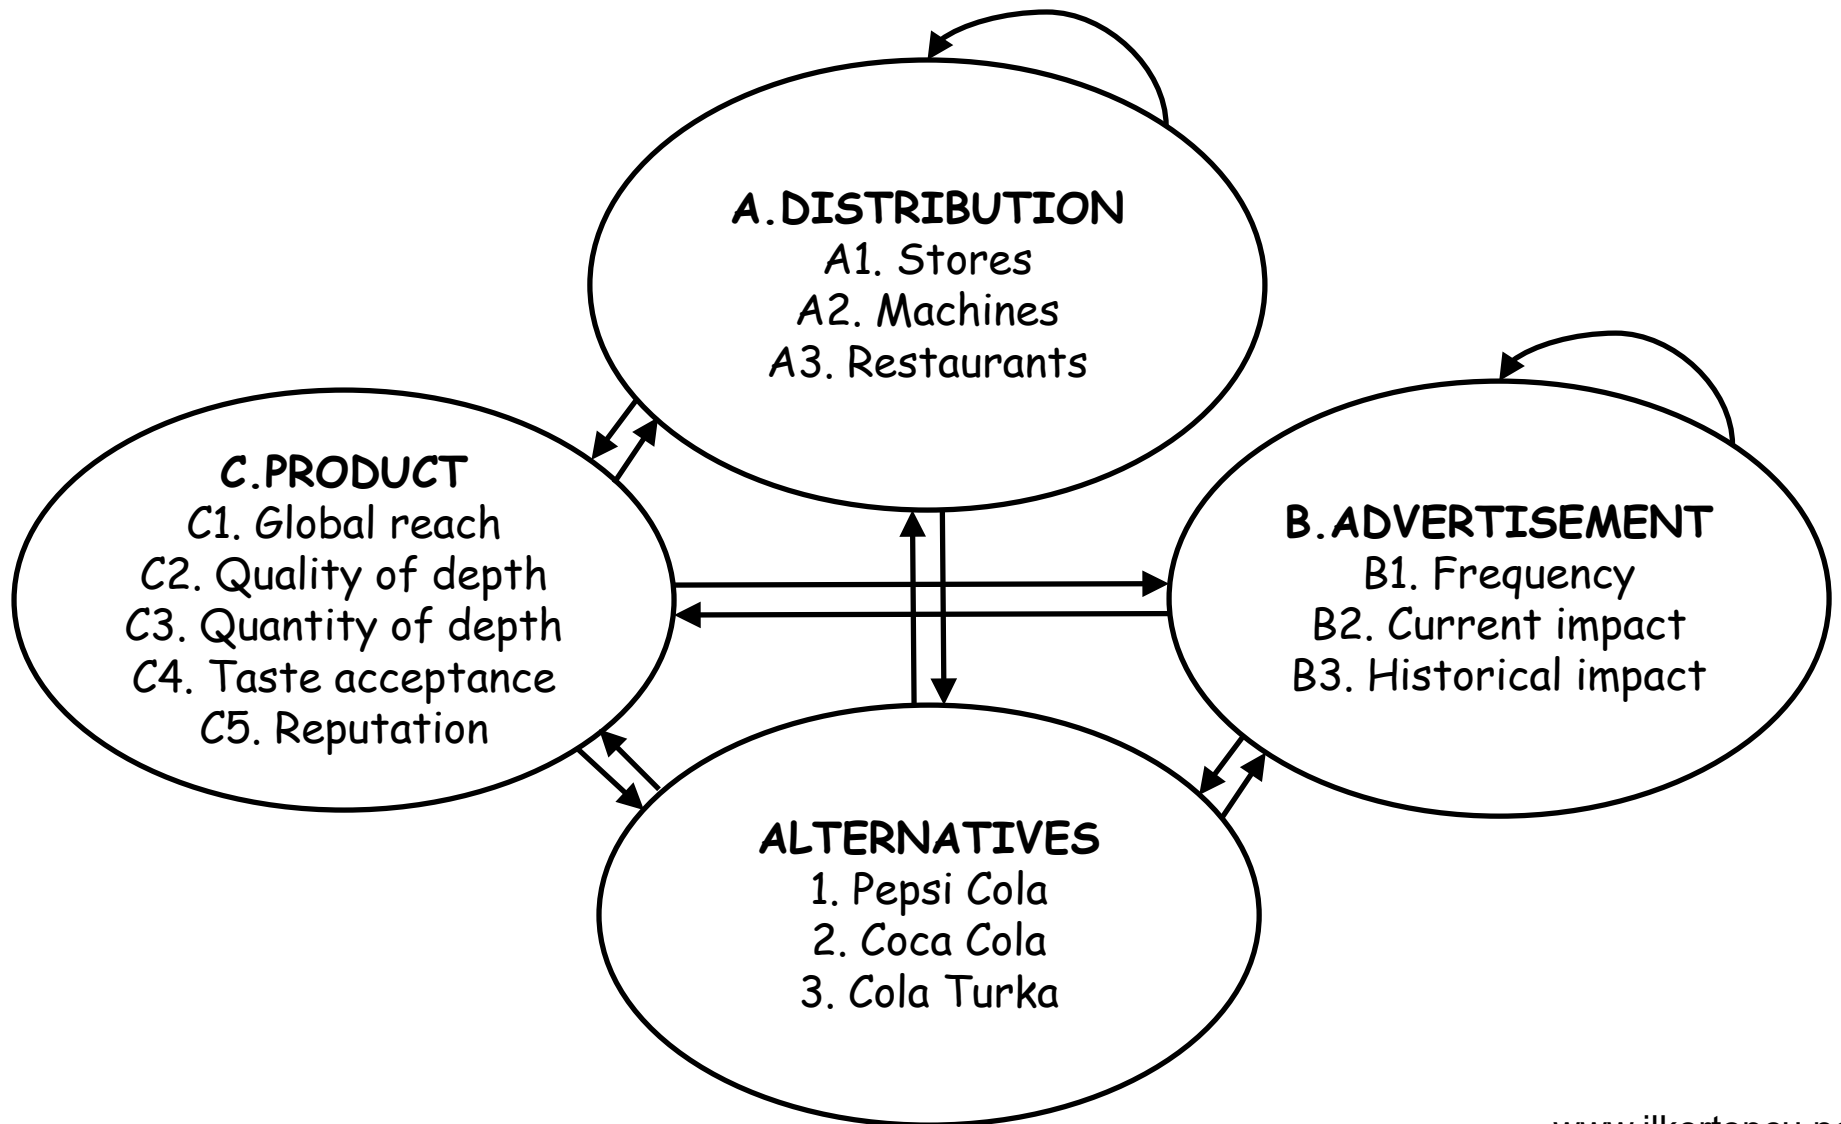 A.DISTRIBUTION
A1. Stores
A2. Machines
A3. Restaurants
C.PRODUCT
C1. Global reach
C2. Quality of depth
C3. Quantity of depth
C4. Taste acceptance
C5. Reputation
B.ADVERTISEMENT
B1. Frequency
B2. Current impact
B3. Historical impact
ALTERNATIVES
1. Pepsi Cola
2. Coca Cola
3. Cola Turka